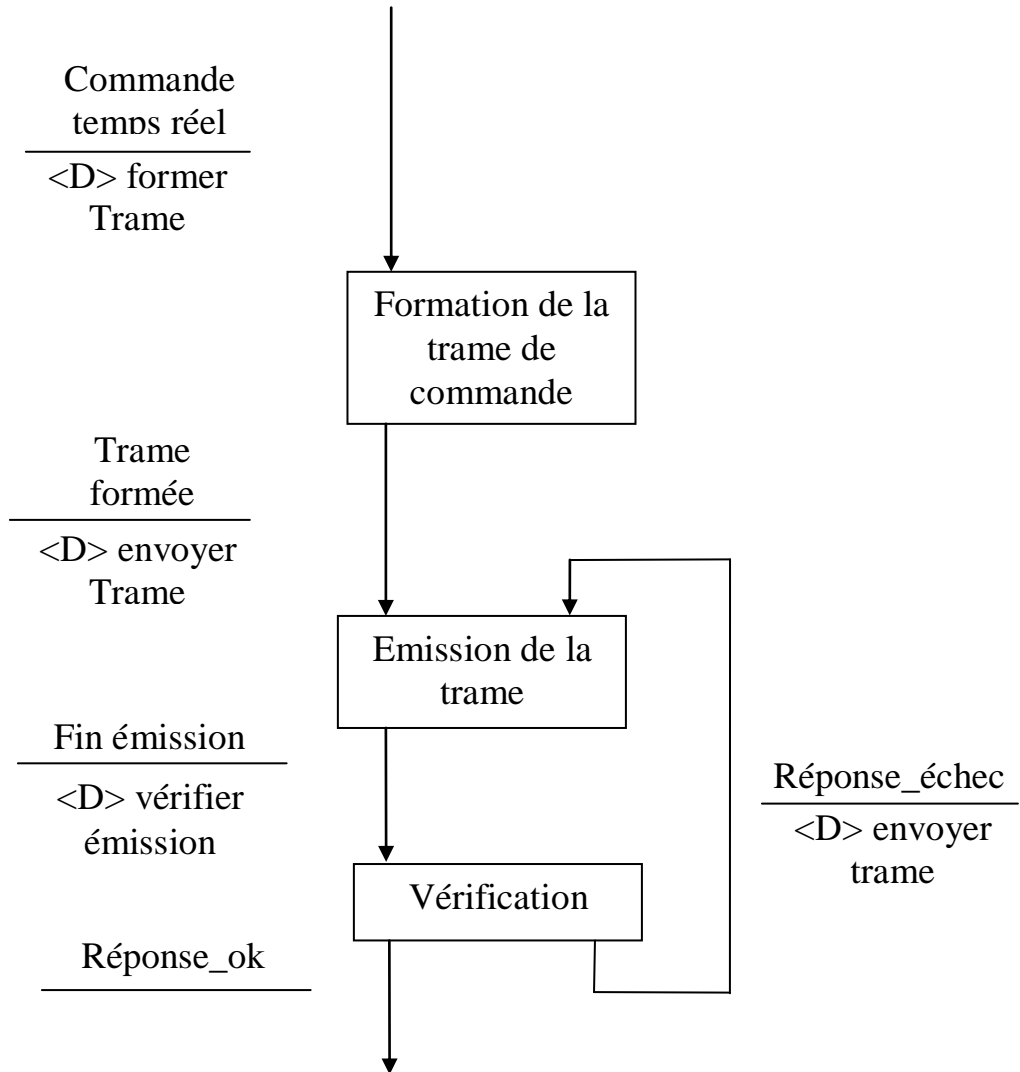 Commande
temps réel
<D> former
Trame
Formation de la
trame de
commande
Trame
formée
<D> envoyer
Trame
Emission de la
trame
Fin émission
<D> vérifier
émission
Réponse_échec
<D> envoyer
trame
Vérification
Réponse_ok